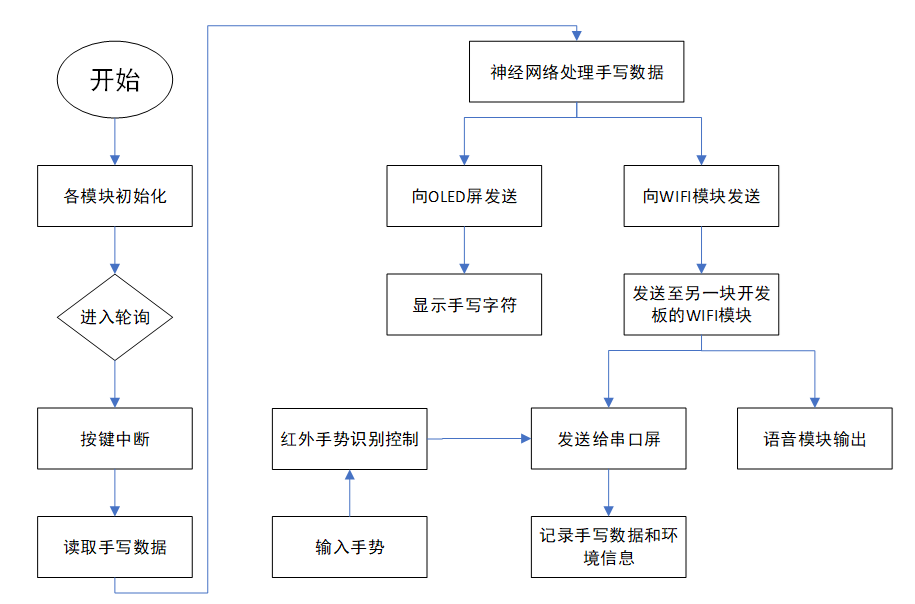 开始
各模块初始化
进入轮询
按键中断
读取手写数据
神经网络处理手写数据
向OLED屏发送
向WIFI模块发送
显示手写字符
发送至另一块开发
板的WIFI模块
红外手势识别控制
发送给串口屏
语音模块输出
输入手势
记录手写数据和环
境信息